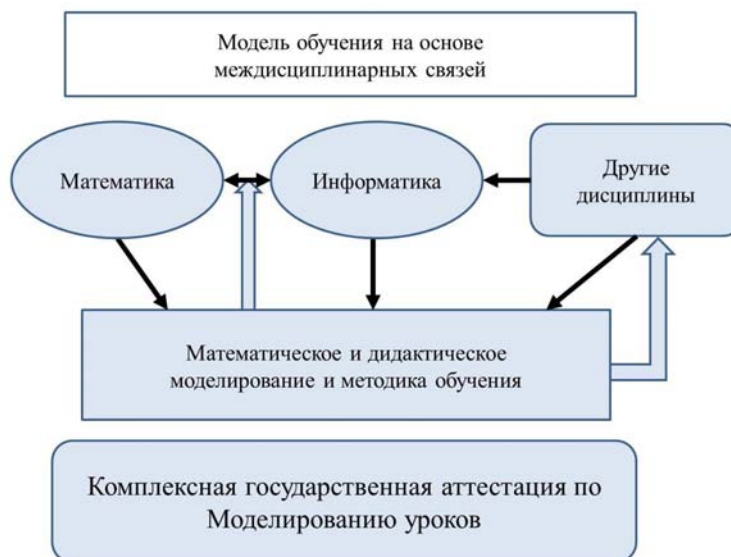 Модель обучения на основе
междисциплинарных связей
Математика
Информатика
Другие
дисциплины
Математическое и дидактическое
моделирование и методика обучения
Комплексная государственная аттестация по
Моделированию уроков